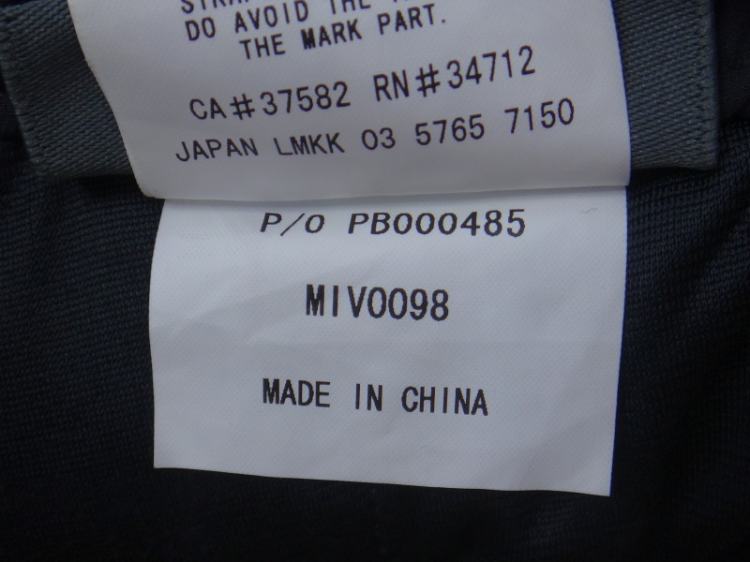 DO AVOID THE
THE MARK PART.
CA#37582 RN#34712
JAPAN LMKK 03 5765 7150
P/O PB000485
MIV0098
MADE IN CHINA